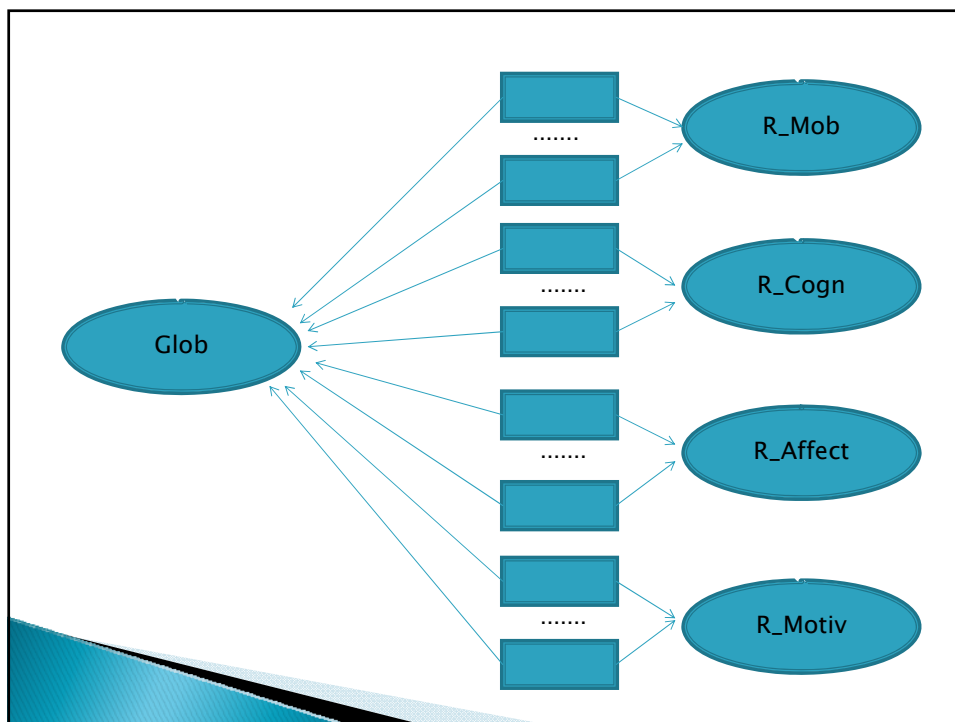 R_Mob
.......
R_Cogn
.......
Glob
R_Affect
.......
R_Motiv
.......